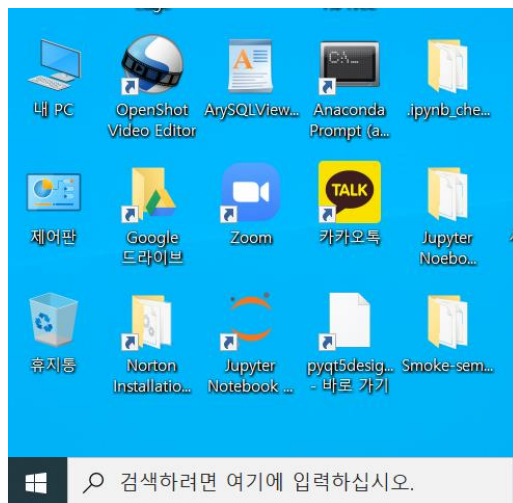 내 PC
OpenShot
Video Editor
ArySQLView...
C:\_
Anaconda
Prompt (a...
.ipynb_che...
제어판
Google
드라이브
Zoom
TALK
카카오톡
Jupyter
Noebo...
휴지통
Norton
Installatio...
Jupyter
Notebook ...
pyqt5desig...
- 바로 가기
Smoke-sem...
검색하려면 여기에 입력하십시오.